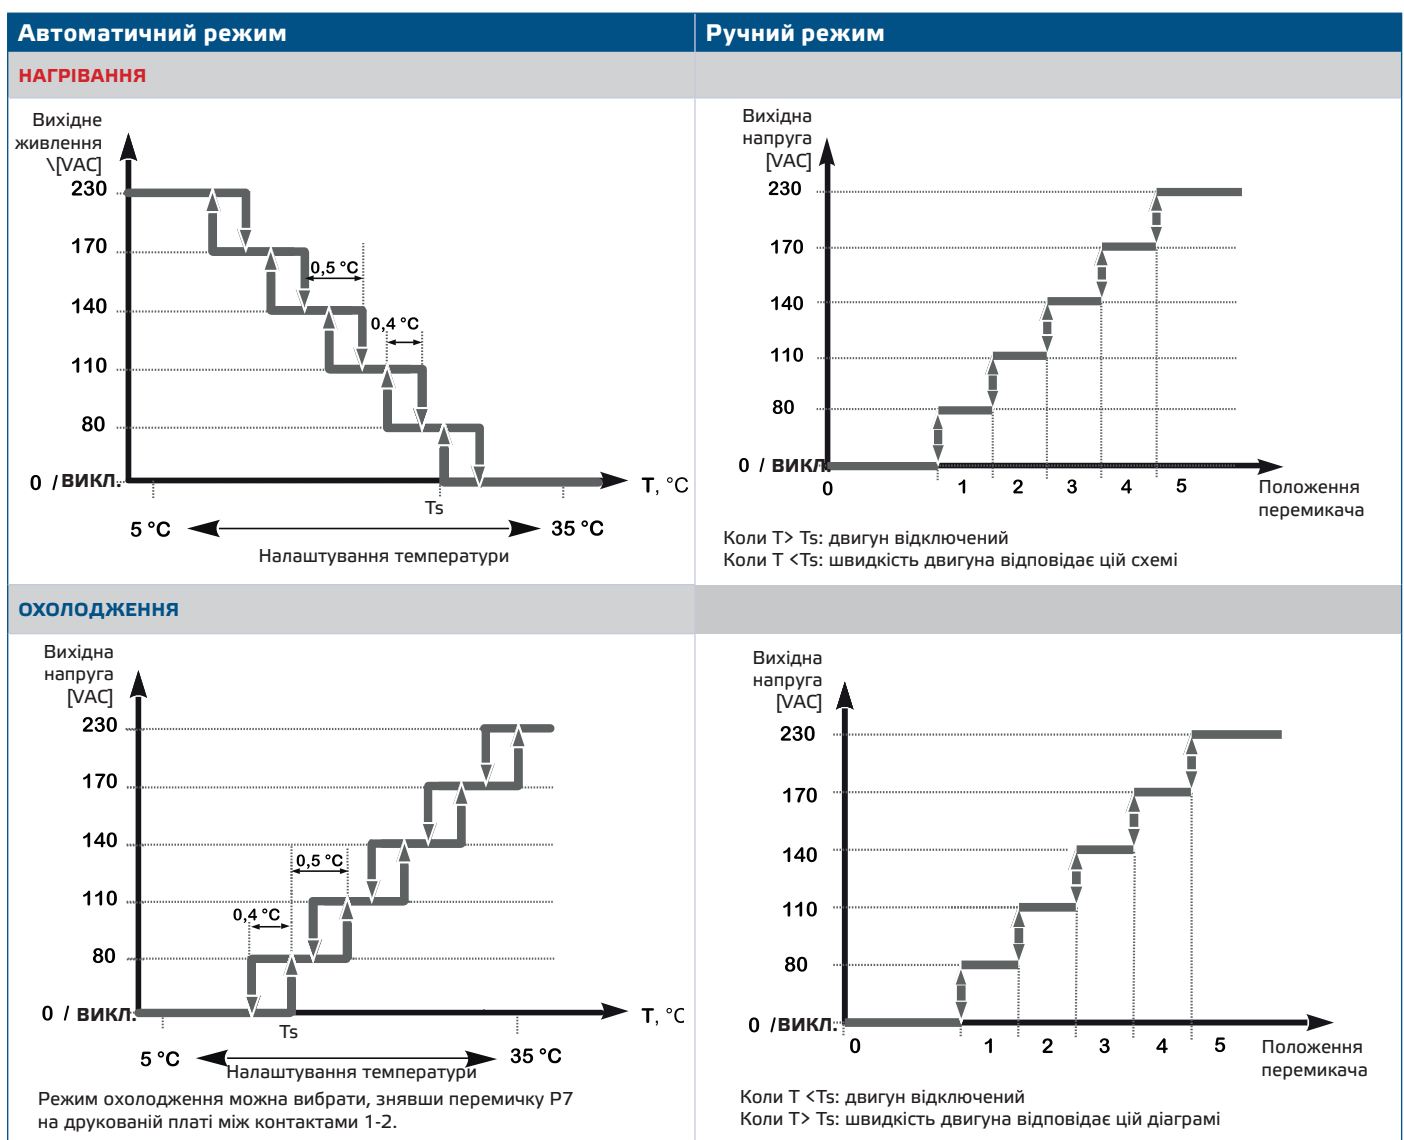 Автоматичний режим
Ручний режим
НАГРІВАННЯ
Вихідне
живлення
\[VAC]
230
170
140
110
80
0 / ВИКЛ.
0,5 °C
0,4 °C
Ts
T, °C
5 °C
35 °C
Налаштування температури
Вихідна
напруга
[VAC]
230
170
140
110
80
0 / ВИКЛ
0
1
2
3
4
5
Положення
перемикача
Коли T> Ts: двигун відключений
Коли T <Ts: швидкість двигуна відповідає цій схемі
ОХОЛОДЖЕННЯ
Вихідна
напруга
[VAC]
230
170
140
110
80
0 / ВИКЛ.
0,5 °C
0,4 °C
Ts
T, °C
5 °C
35 °C
Налаштування температури
Режим охолодження можна вибрати, знявши перемичку P7
на друкованій платі між контактами 1-2.
Вихідна
напруга
[VAC]
230
170
140
110
80
0 /ВИКЛ.
0
1
2
3
4
5
Положення
перемикача
Коли T <Ts: двигун відключений
Коли T> Ts: швидкість двигуна відповідає цій діаграмі